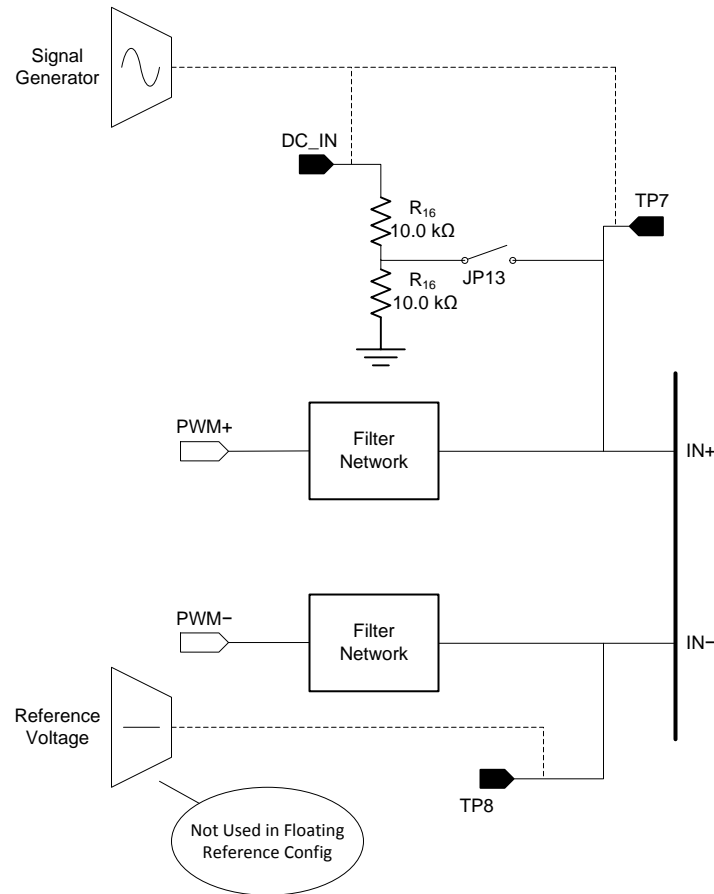 Signal
Generator
DC_IN
R16
10.0 kΩ
TP7
JP13
R16
10.0 kΩ
PWM+
Filter
Network
IN+
PWM−
Filter
Network
IN−
Reference
Voltage
TP8
Not Used in Floating
Reference Config